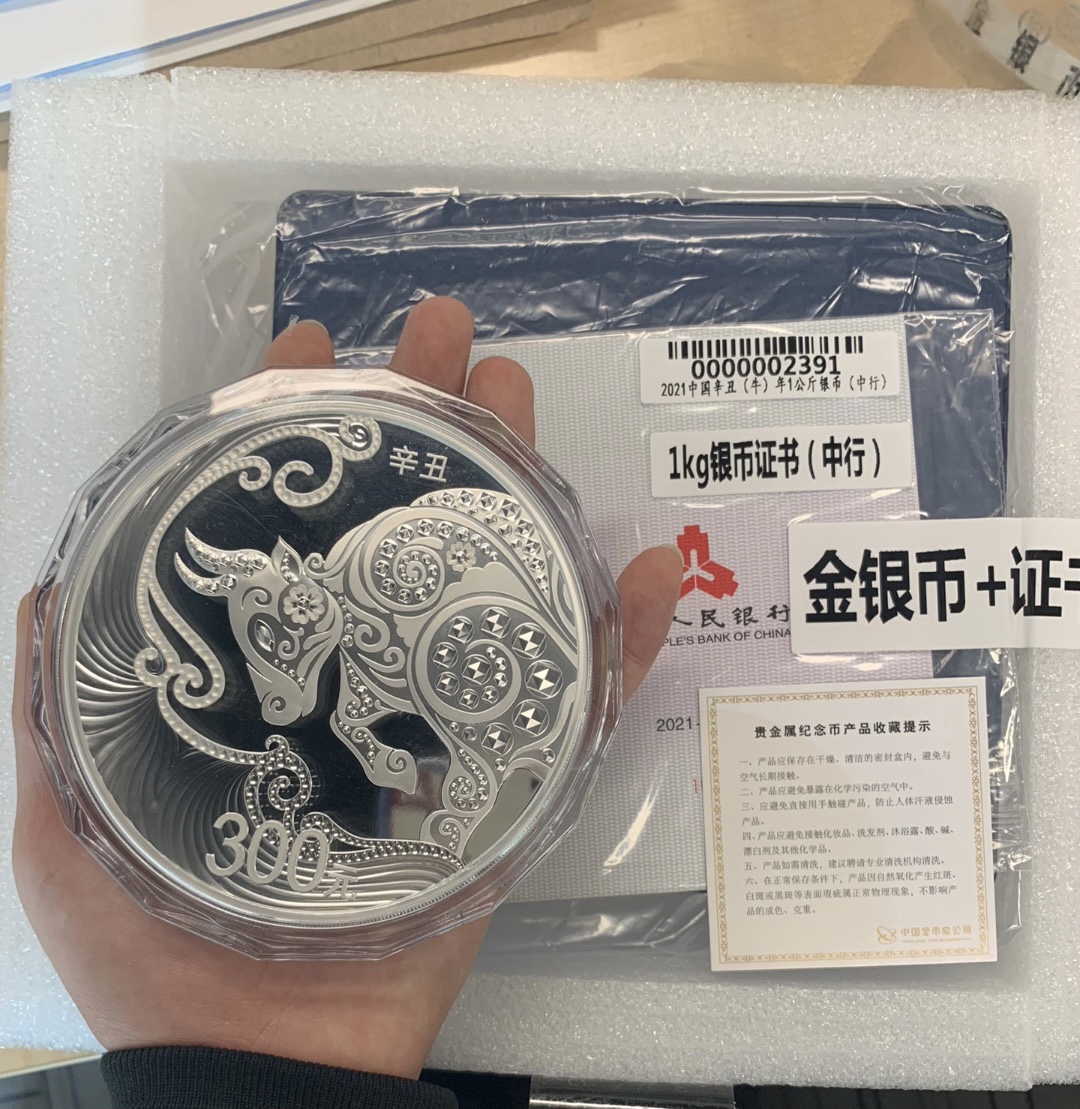 金银币
0000002391
2021中国辛丑（牛）年1公斤银币（中行）
1kg银币证书（中行）
辛丑
金银币+证
人民银行
PLE'S BANK OF CHINA
2021-
贵金属纪念币产品收藏提示
一、产品应保存在干燥、清洁的密封盒内，避免与
空气长期接触。
二、产品应避免暴露在化学污染的空气中。
三、应避免直接用手触碰产品，防止人体汗液侵蚀
产品。
四、产品应避免接触化妆品、洗发剂、沐浴露、酸、碱、
漂白剂及其他化学品。
五、产品如需清洗，建议聘请专业清洗机构清洗。
六、在正常保存条件下，产品因自然氧化产生红斑、
白斑或黑斑等表面瑕疵属正常物理现象，不影响产
品的成色、克重。
中国金币总公司
300元